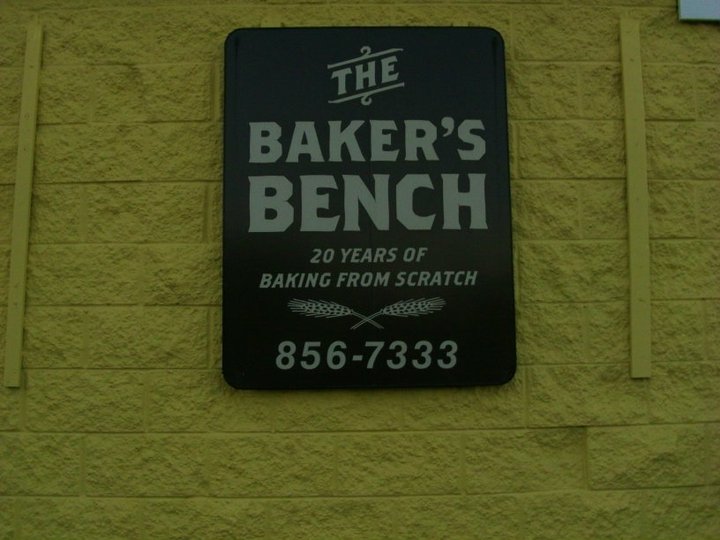 THE
BAKER'S
BENCH
20 YEARS OF
BAKING FROM SCRATCH
856-7333